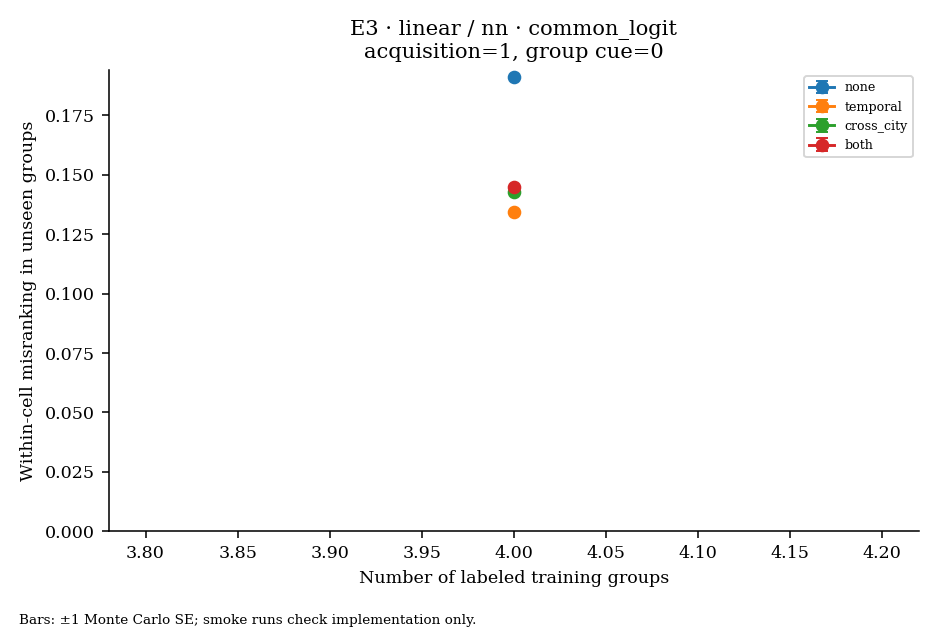 E3 · linear / nn · common_logit
acquisition=1, group cue=0
Within-cell misranking in unseen groups
0.175
0.150
0.125
0.100
0.075
0.050
0.025
0.000
none
temporal
cross_city
both
3.80 3.85 3.90 3.95 4.00 4.05 4.10 4.15 4.20
Number of labeled training groups
Bars: ±1 Monte Carlo SE; smoke runs check implementation only.